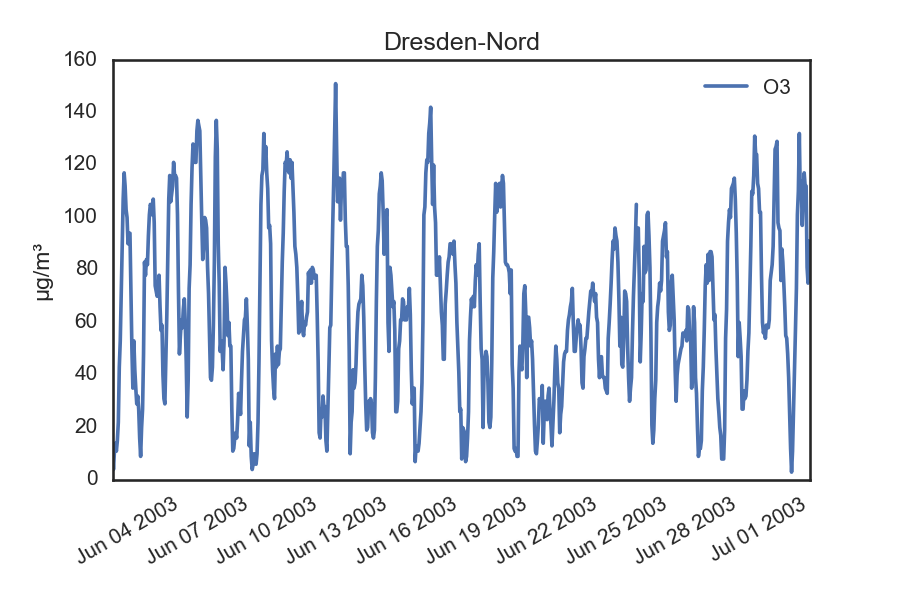 Dresden-Nord
160
140
120
100
80
60
40
20
0
µg/m³
O3
Jun 04 2003
Jun 07 2003
Jun 10 2003
Jun 13 2003
Jun 16 2003
Jun 19 2003
Jun 22 2003
Jun 25 2003
Jun 28 2003
Jul 01 2003